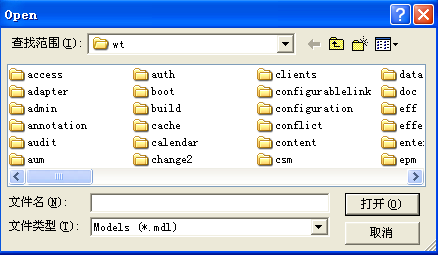 Open
查找范围(I): wt
access auth clients data
adapter boot configurablelink doc
admin build configuration eff
annotation cache conflict effe
audit calendar content ente
aum change2 csm epm
文件名(N): 打开(O)
文件类型(T): Models (*.mdl) 取消